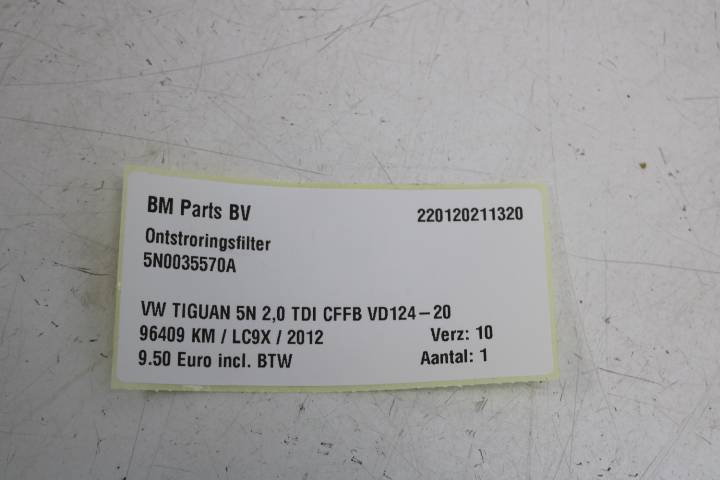 BM Parts BV 220120211320
Ontstroringsfilter
5N0035570A
VW TIGUAN 5N 2,0 TDI CFFB VD124-20
96409 KM / LC9X / 2012 Verz: 10
9.50 Euro incl. BTW Aantal: 1